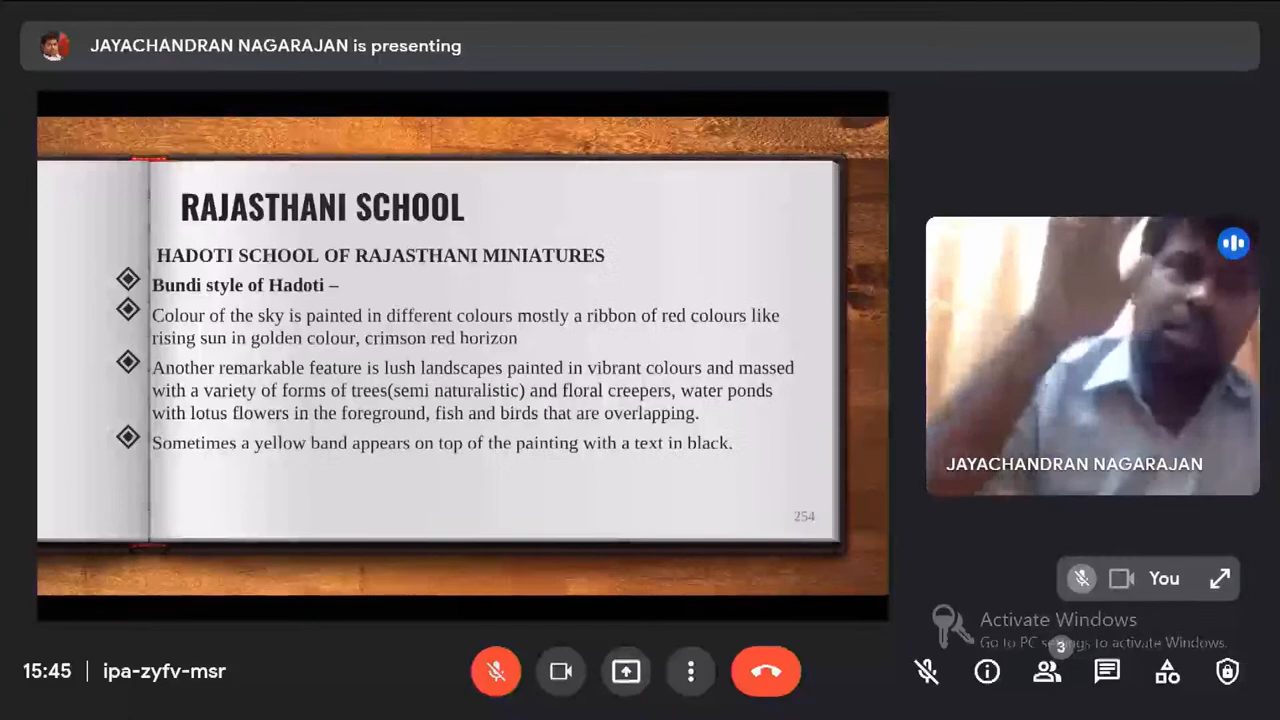 JAYACHANDRAN NAGARAJAN is presenting
RAJASTHANI SCHOOL
HADOTI SCHOOL OF RAJASTHANI MINIATURES
Bundi style of Hadoti –
Colour of the sky is painted in different colours mostly a ribbon of red colours like
rising sun in golden colour, crimson red horizon
Another remarkable feature is lush landscapes painted in vibrant colours and massed
with a variety of forms of trees(semi naturalistic) and floral creepers, water ponds
with lotus flowers in the foreground, fish and birds that are overlapping.
Sometimes a yellow band appears on top of the painting with a text in black.
254
JAYACHANDRAN NAGARAJAN
You
Activate Windows
Go to PC settings to activate Windows.
3
15:45
ipa-zyfv-msr